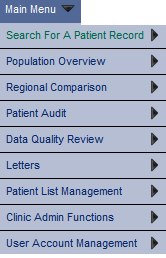 Main Menu
Search For A Patient Record
Population Overview
Regional Comparison
Patient Audit
Data Quality Review
Letters
Patient List Management
Clinic Admin Functions
User Account Management